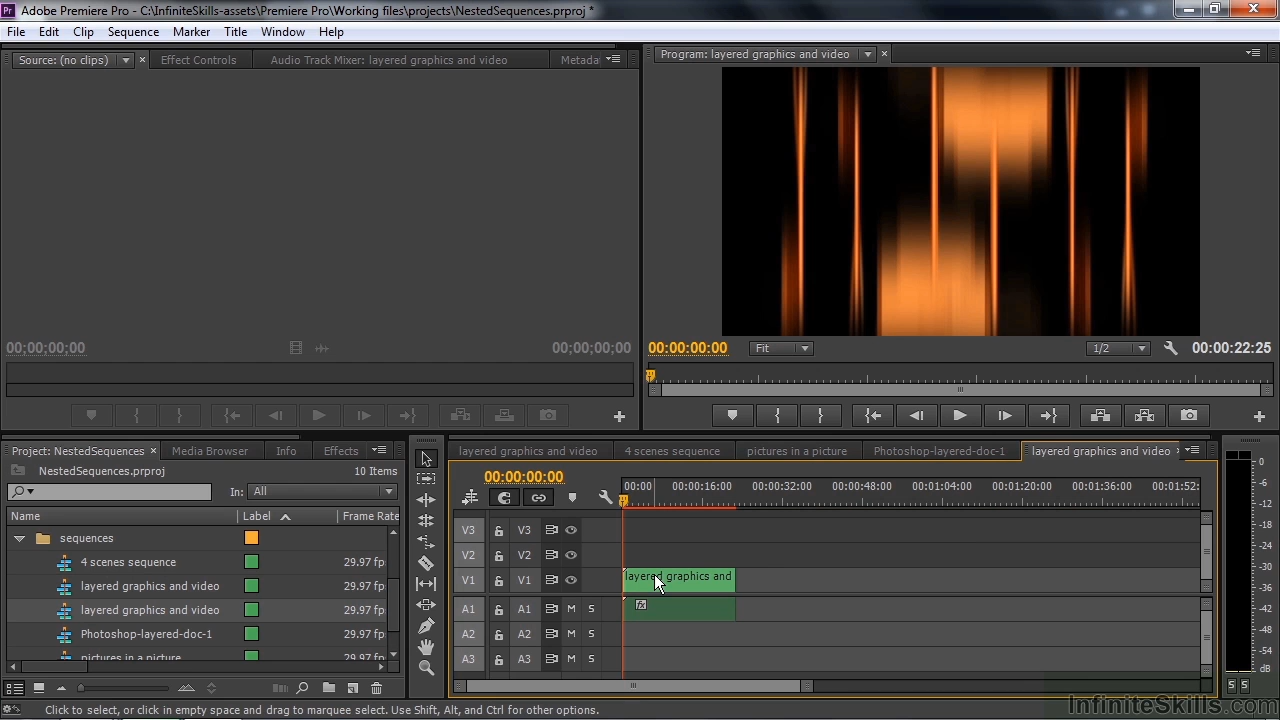 Adobe Premiere Pro - C:\InfiniteSkills-assets\Premiere Pro\Working files\projects\NestedSequences.prproj *
File Edit Clip Sequence Marker Title Window Help
Source: (no clips) Effect Controls Audio Track Mixer: layered graphics and video Metada
Program: layered graphics and video
00;00;00;00 00;00;00;00
00:00:00:00 Fit 1/2 00:00:22:25
Project: NestedSequences Media Browser Info Effects
NestedSequences.prproj 10 Items
In: All
Name Label Frame Rate
sequences
4 scenes sequence 29.97 fp
layered graphics and video 29.97 fp
layered graphics and video 29.97 fp
Photoshop-layered-doc-1 29.97 fp
pictures in a picture 29.97 fp
layered graphics and video 4 scenes sequence pictures in a picture Photoshop-layered-doc-1 layered graphics and video
00:00:00:00
00:00 00:00:16:00 00:00:32:00 00:00:48:00 00:01:04:00 00:01:20:00 00:01:36:00 00:01:52:
V3 V3
V2 V2
V1 V1 layered graphics and
A1 A1 M S fx
A2 A2 M S
A3 A3 M S
0
-6
-12
-18
-24
-30
-36
-42
-48
-54
dB
S S
Click to select, or click in empty space and drag to marquee select. Use Shift, Alt, and Ctrl for other options.
InfiniteSkills.com